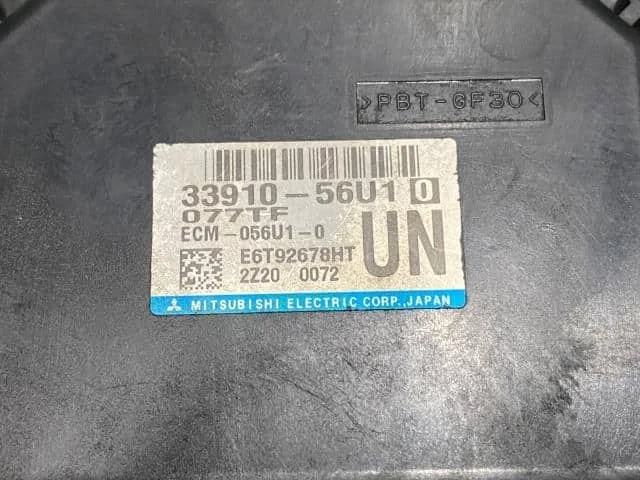 >PBT-GF30<
33910-56U1 0
077TF
ECM-056U1-0
UN
E6T92678HT
2Z20 0072
MITSUBISHI ELECTRIC CORP.,JAPAN